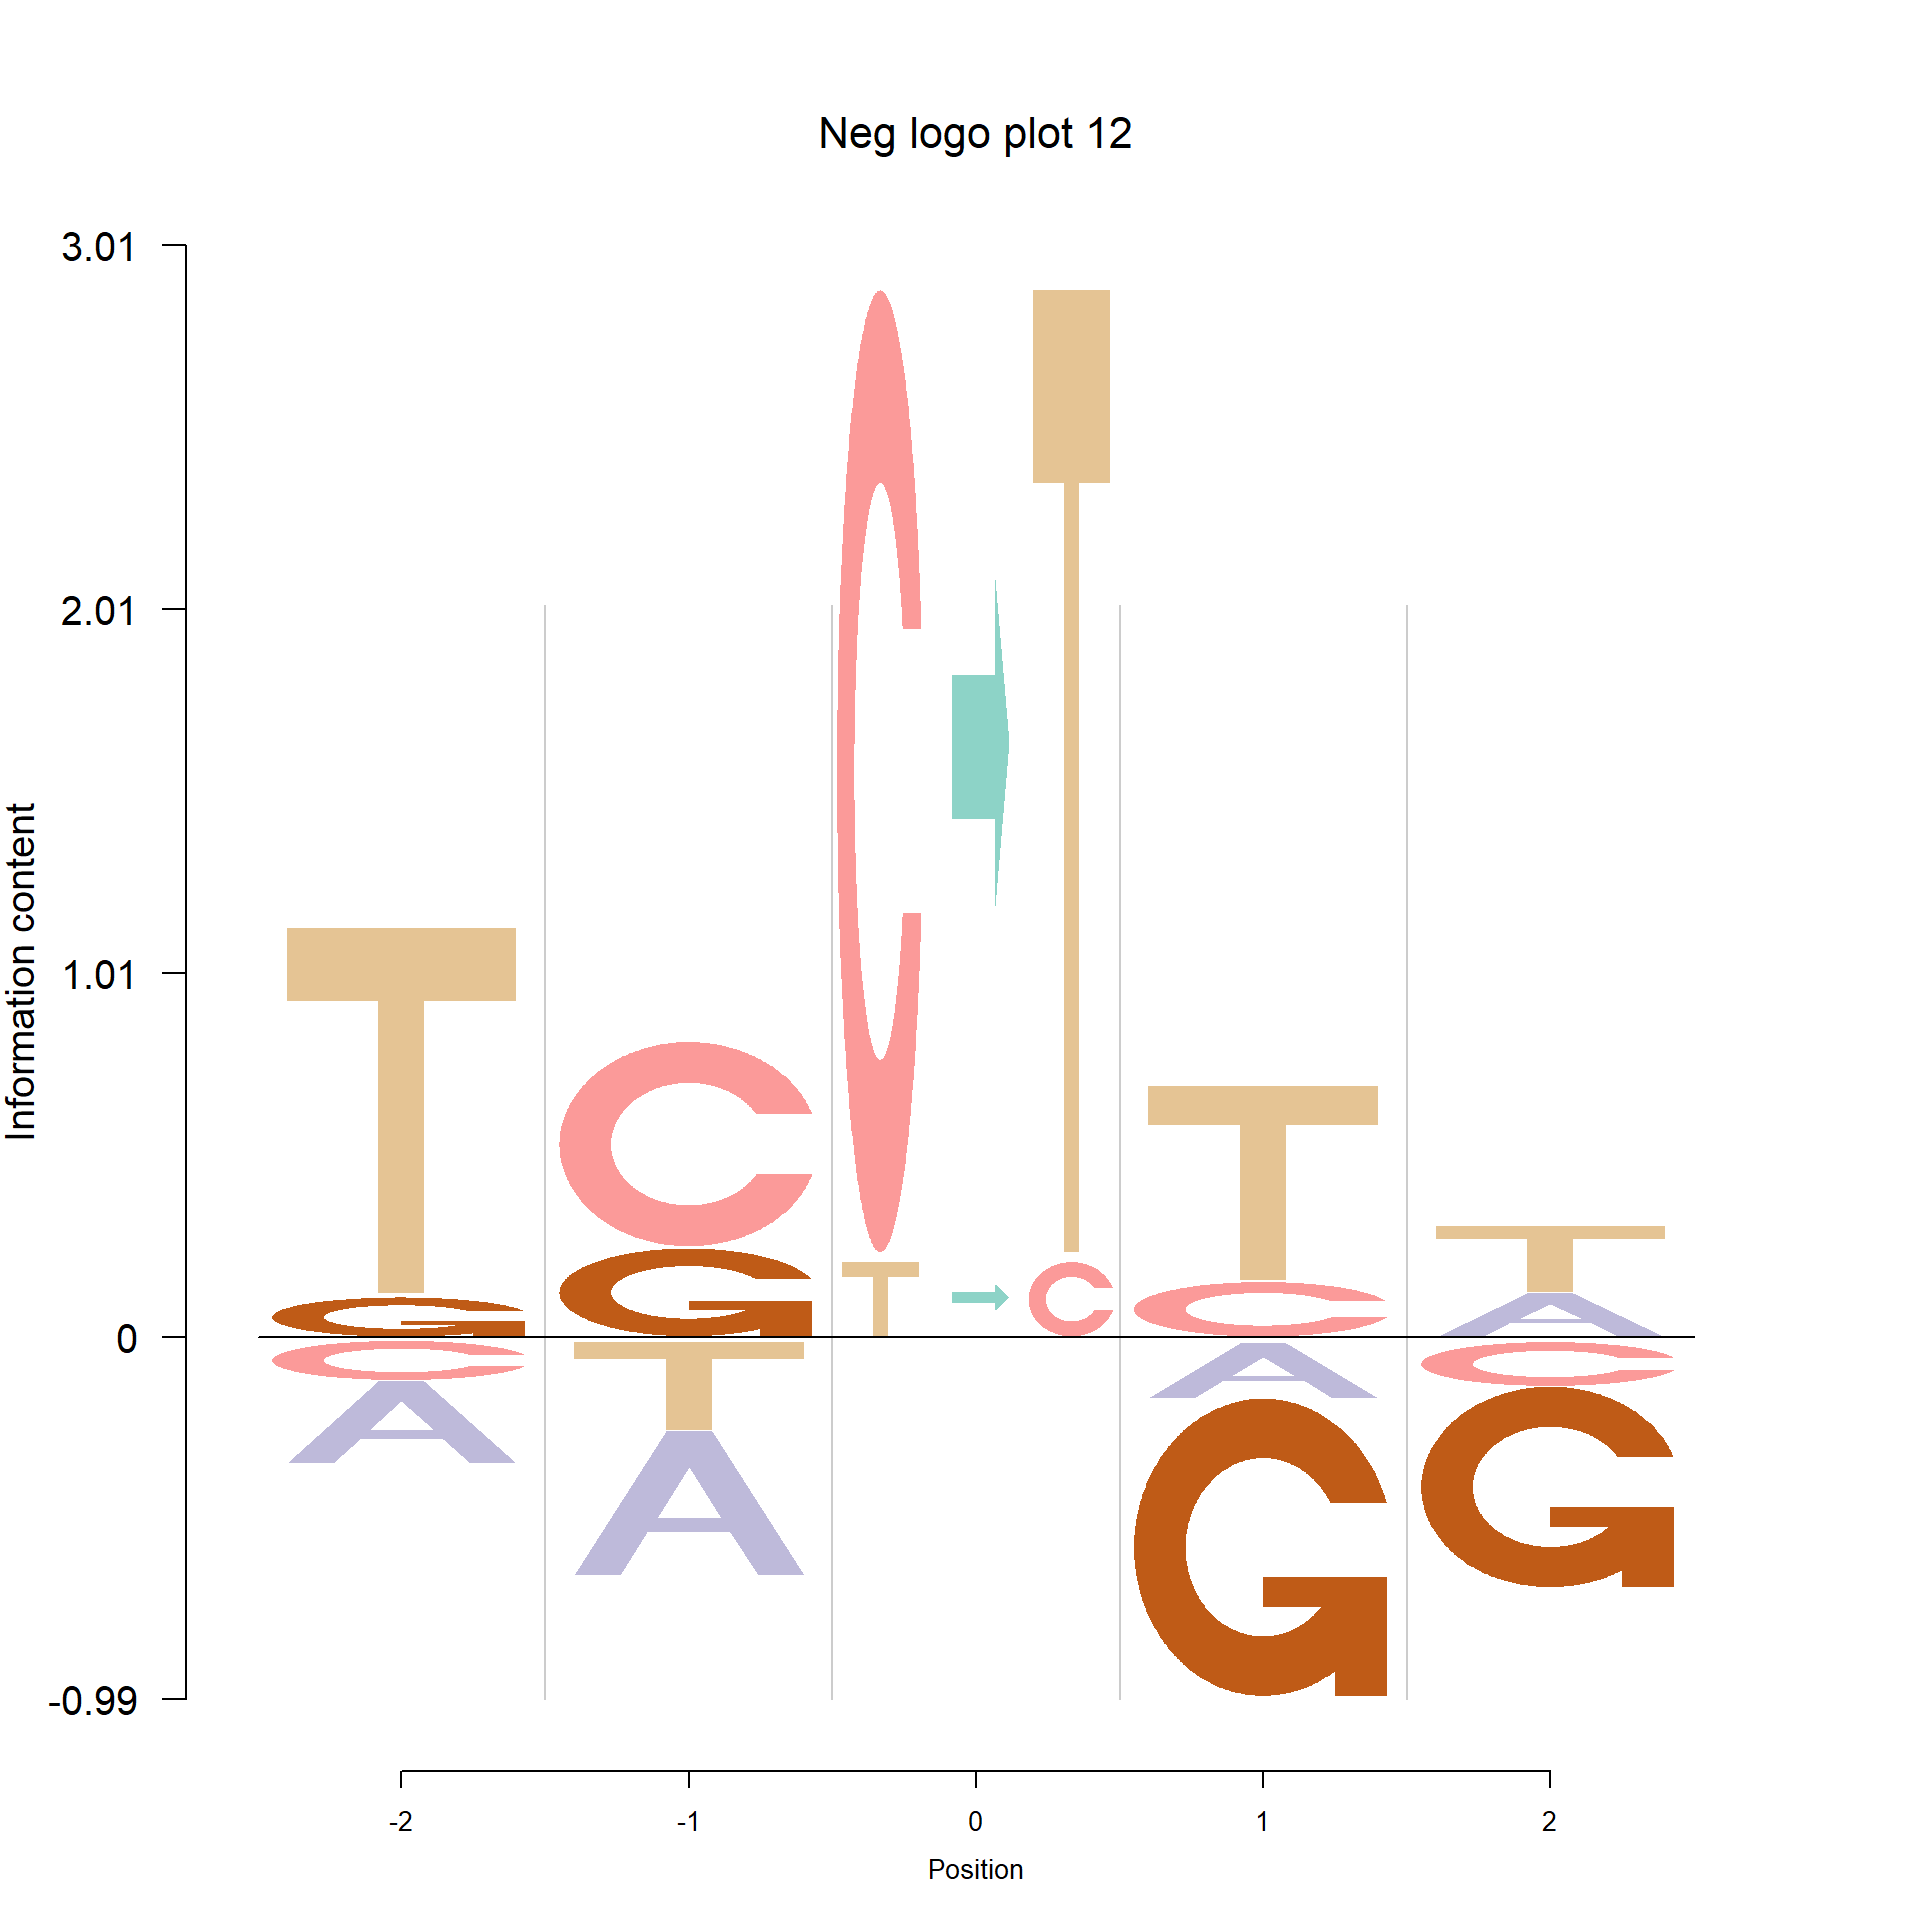 Neg logo plot 12
3.01
2.01
1.01
0
-0.99
Information content
T G C A
C G T A
C → T
T → C
T C A G
T A C G
-2 -1 0 1 2
Position